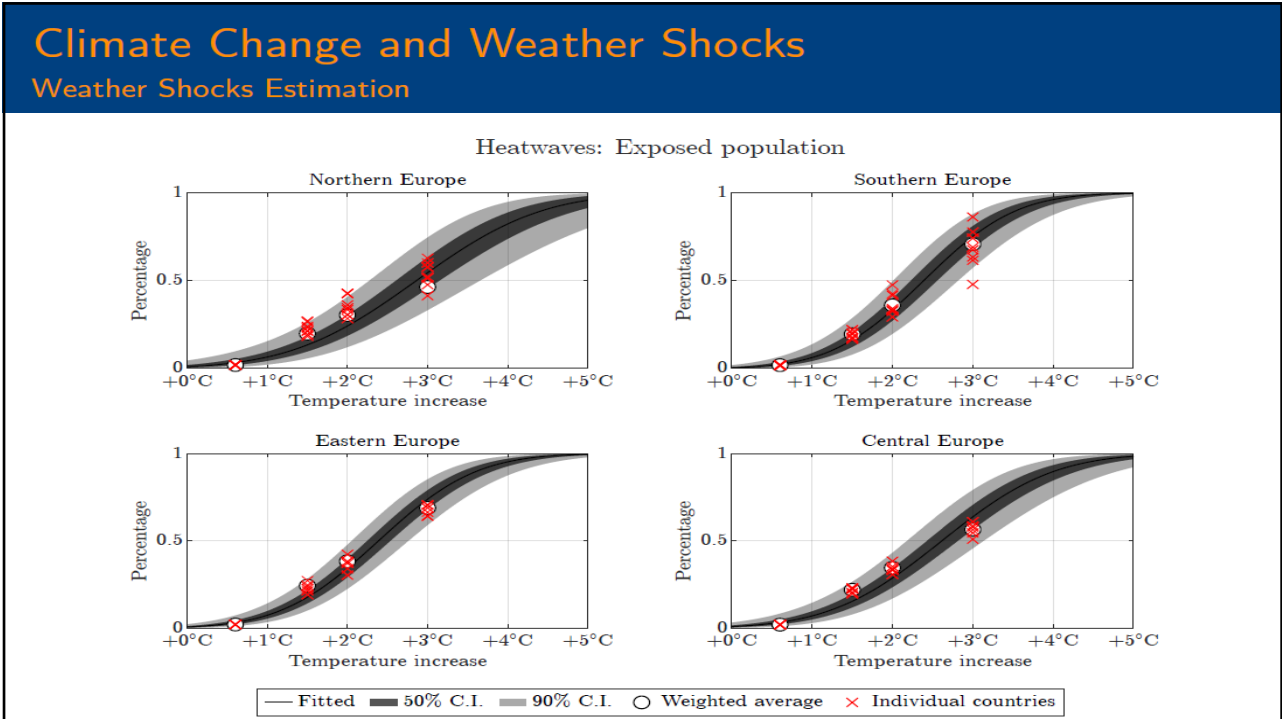 Climate Change and Weather Shocks
Weather Shocks Estimation
Heatwaves: Exposed population
Northern Europe
Percentage
1
0.5
0
+0°C +1°C +2°C +3°C +4°C +5°C
Temperature increase
Southern Europe
Percentage
1
0.5
0
+0°C +1°C +2°C +3°C +4°C +5°C
Temperature increase
Eastern Europe
Percentage
1
0.5
0
+0°C +1°C +2°C +3°C +4°C +5°C
Temperature increase
Central Europe
Percentage
1
0.5
0
+0°C +1°C +2°C +3°C +4°C +5°C
Temperature increase
Fitted 50% C.I. 90% C.I. Weighted average Individual countries